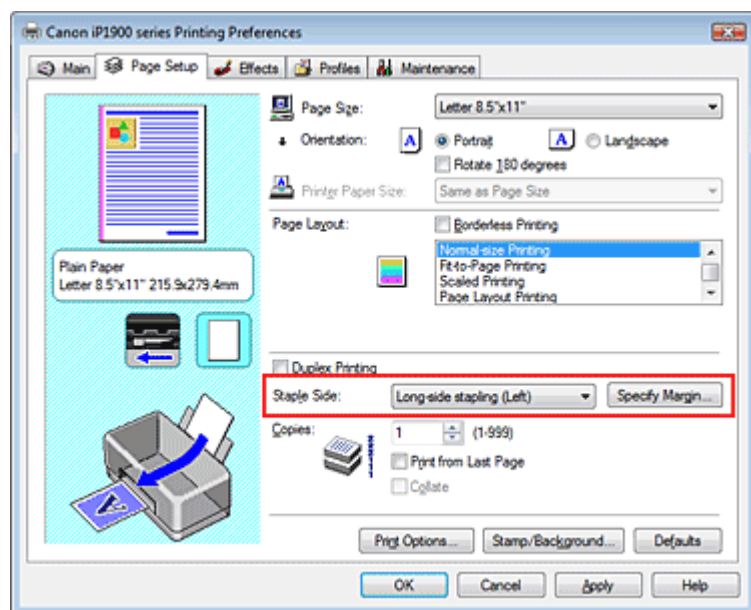 Canon iP1900 series Printing Preferences
Main Page Setup Effects Profiles Maintenance
Page Size: Letter 8.5"x11"
Orientation: A Portrait A Landscape
Rotate 180 degrees
Printer Paper Size: Same as Page Size
Page Layout: Borderless Printing
Normal-size Printing
Fit-to-Page Printing
Scaled Printing
Page Layout Printing
Plain Paper
Letter 8.5"x11" 215.9x279.4mm
Duplex Printing
Staple Side: Long-side stapling (Left) Specify Margin...
Copies: 1 (1-999)
Print from Last Page
Collate
Print Options... Stamp/Background... Defaults
OK Cancel Apply Help